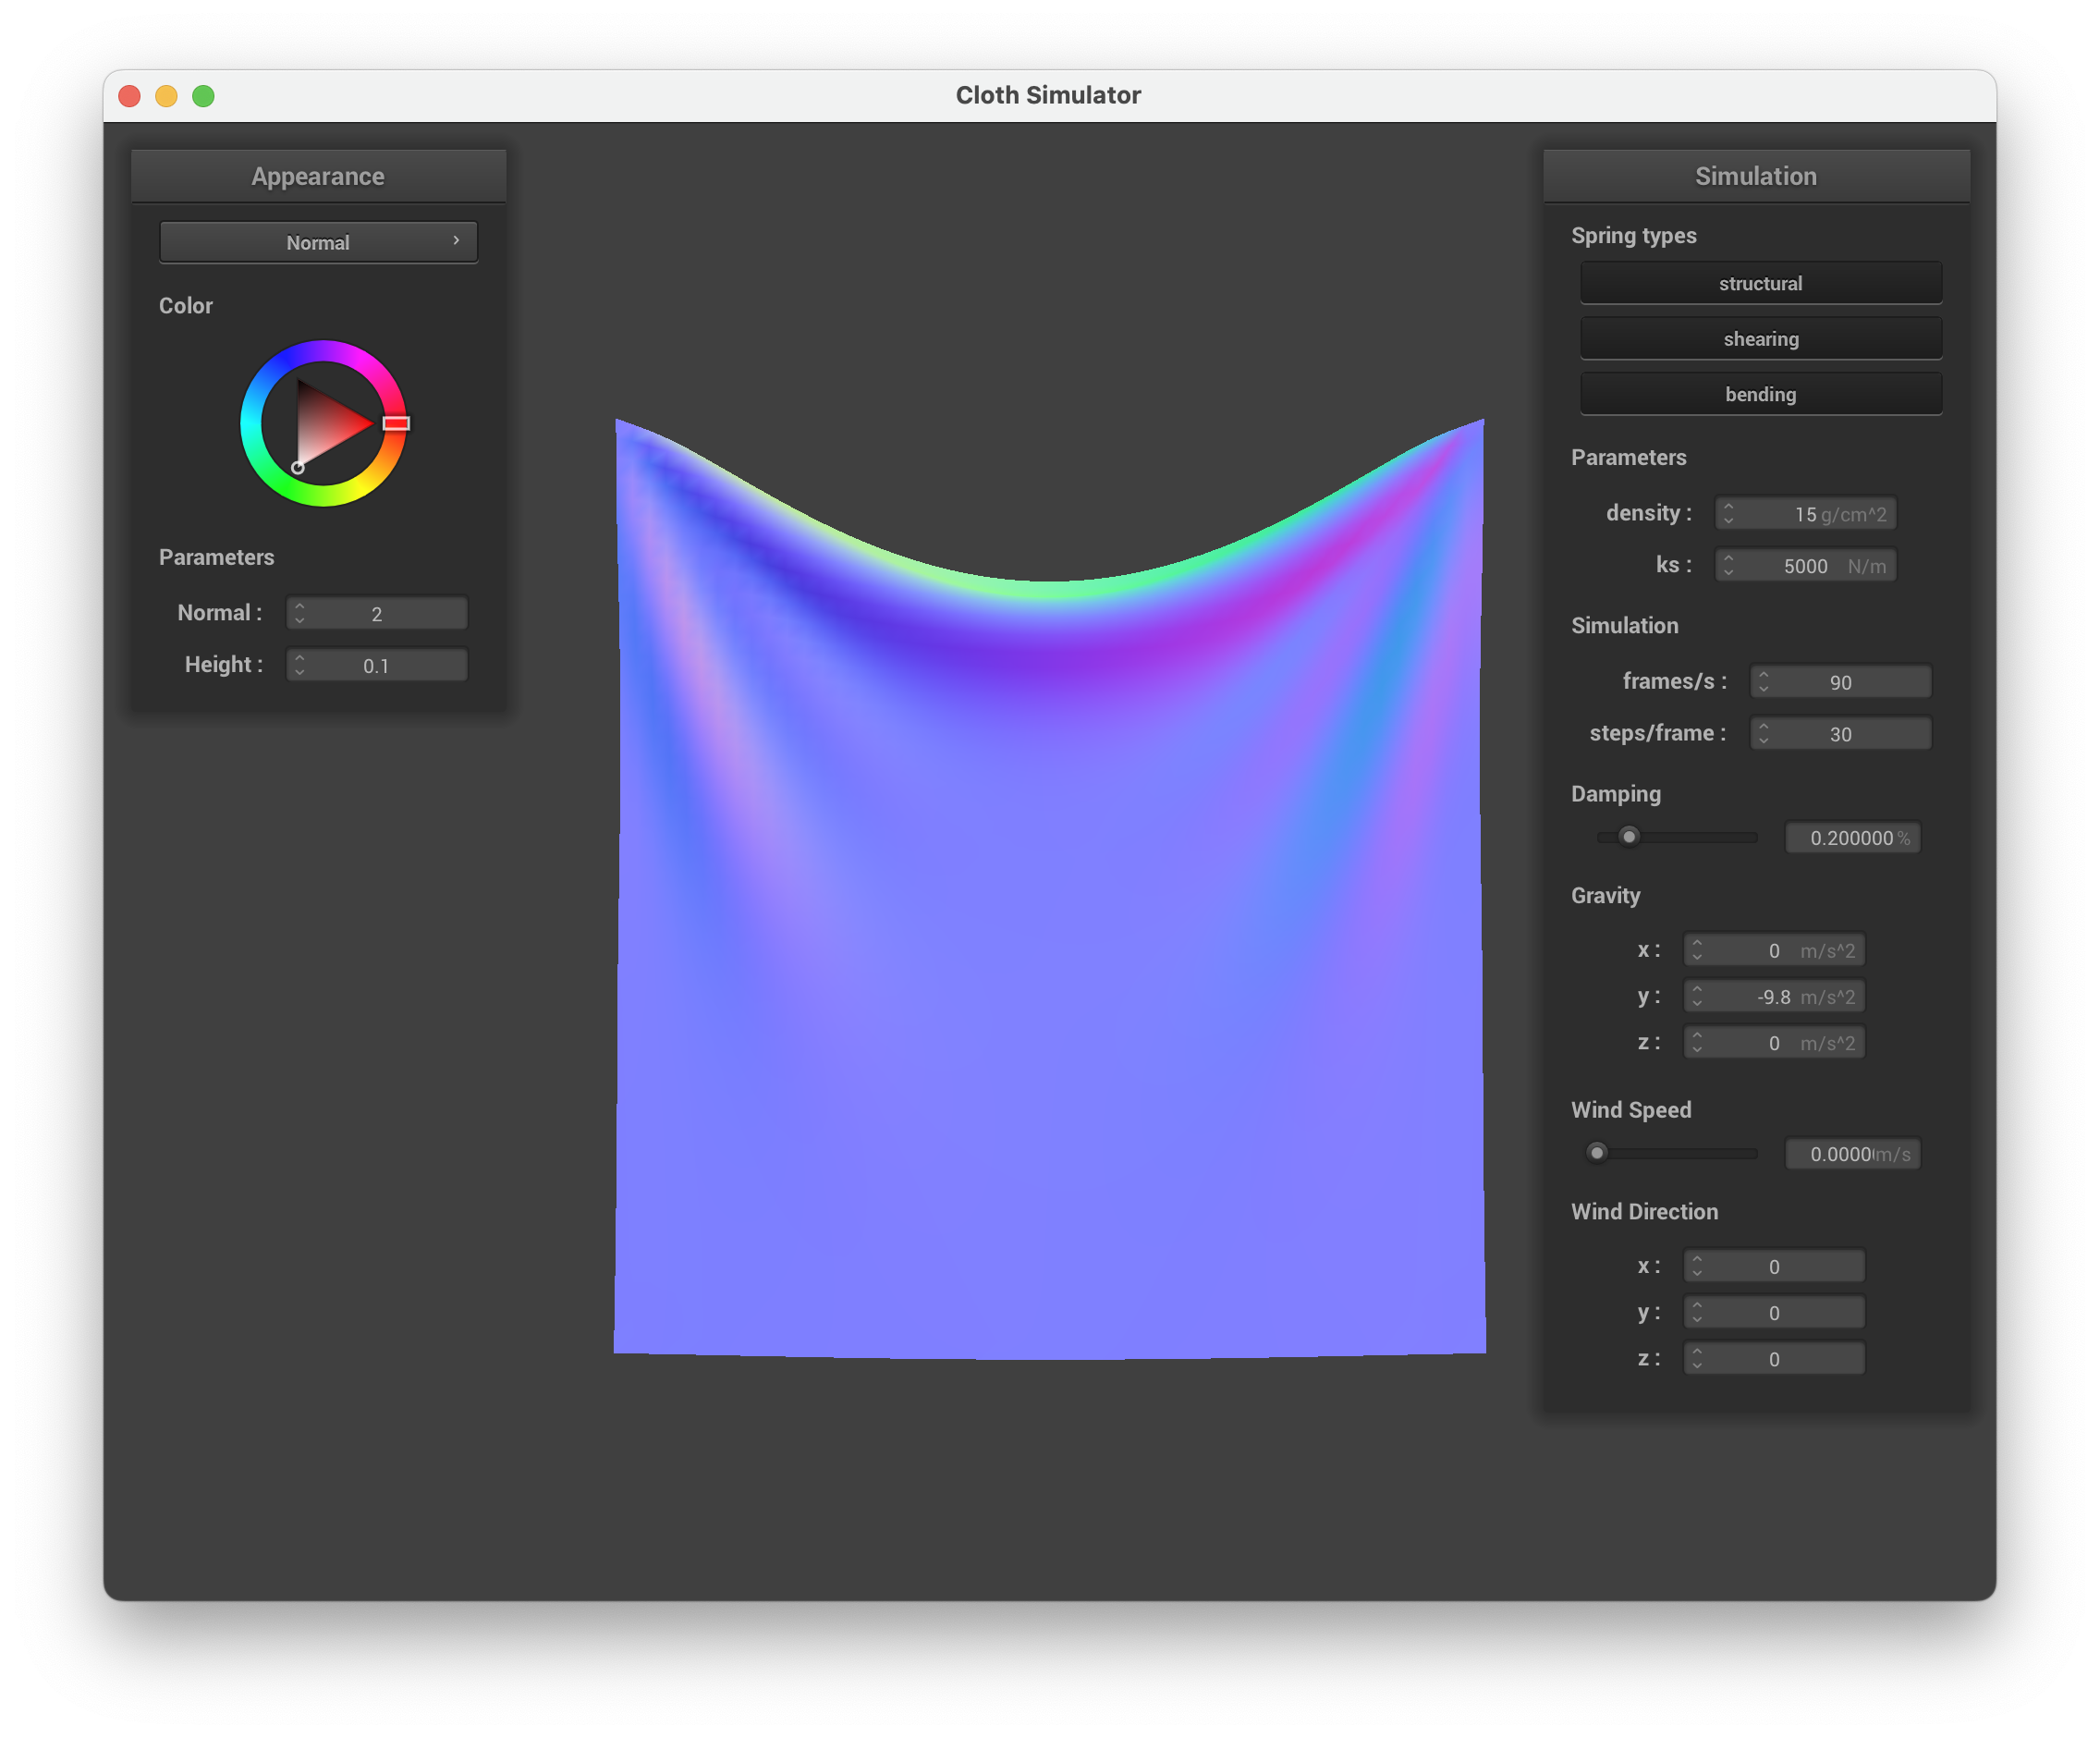 Cloth Simulator
Appearance
Normal
Color
Parameters
Normal : 2
Height : 0.1
Simulation
Spring types
structural
shearing
bending
Parameters
density : 15 g/cm^2
ks : 5000 N/m
Simulation
frames/s : 90
steps/frame : 30
Damping
0.200000 %
Gravity
x : 0 m/s^2
y : -9.8 m/s^2
z : 0 m/s^2
Wind Speed
0.0000 m/s
Wind Direction
x : 0
y : 0
z : 0